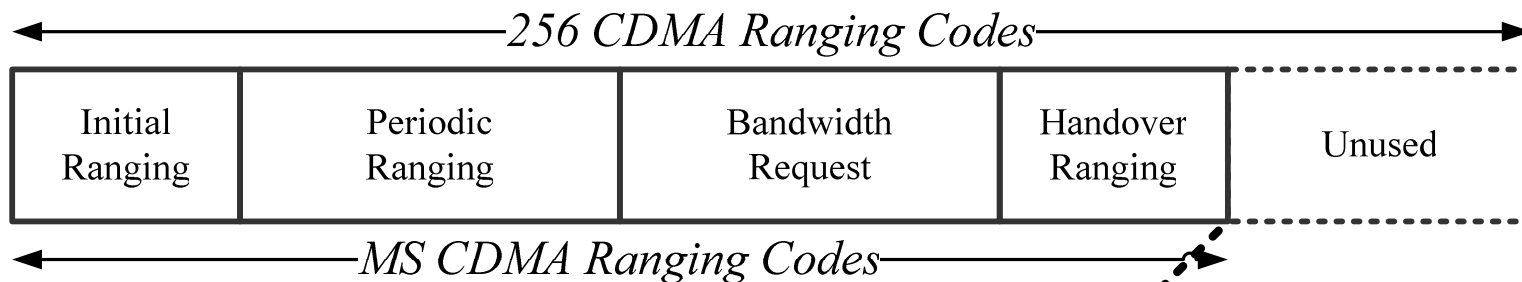 256 CDMA Ranging Codes
Initial
Ranging
Periodic
Ranging
Bandwidth
Request
Handover
Ranging
Unused
MS CDMA Ranging Codes